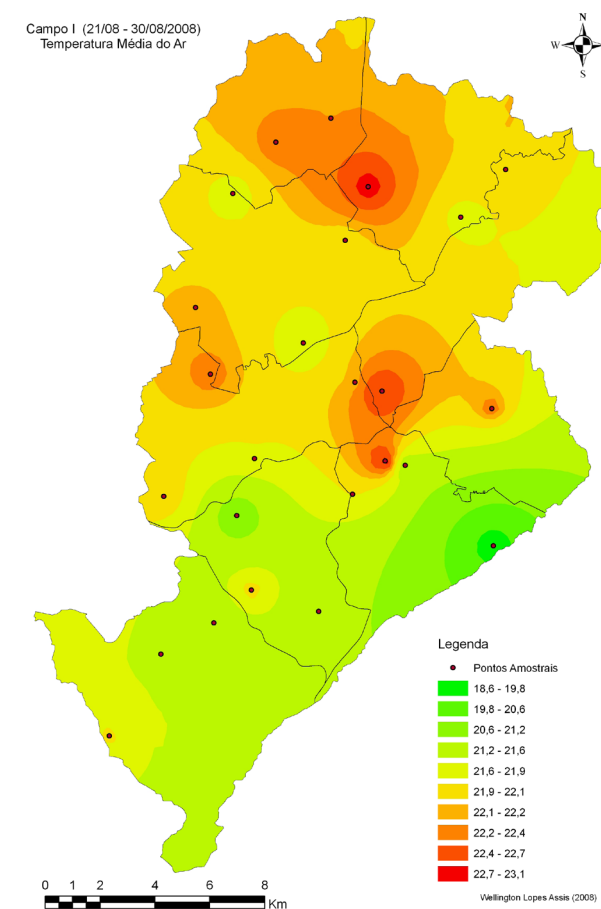 Campo I (21/08 - 30/08/2008)
Temperatura Média do Ar
N
W
E
S
Legenda
Pontos Amostrais
18,6 - 19,8
19,8 - 20,6
20,6 - 21,2
21,2 - 21,6
21,6 - 21,9
21,9 - 22,1
22,1 - 22,2
22,2 - 22,4
22,4 - 22,7
22,7 - 23,1
0 1 2 4 6 8
Km
Wellington Lopes Assis (2008)